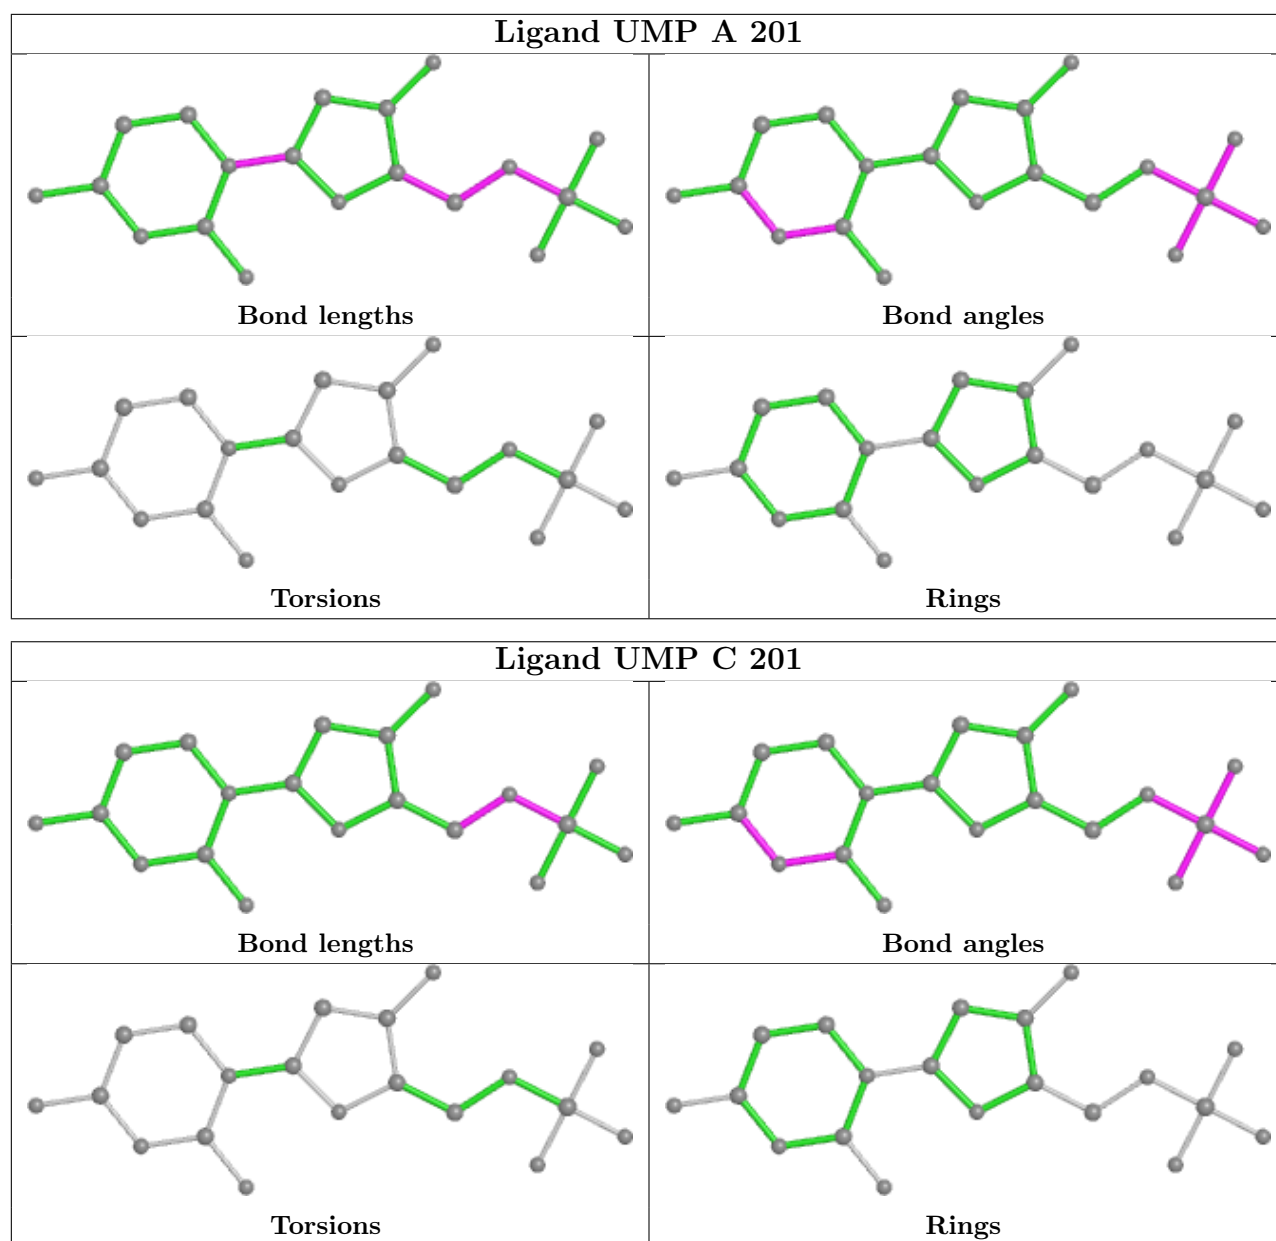 Ligand UMP A 201
Bond lengths
Bond angles
Torsions
Rings
Ligand UMP C 201
Bond lengths
Bond angles
Torsions
Rings